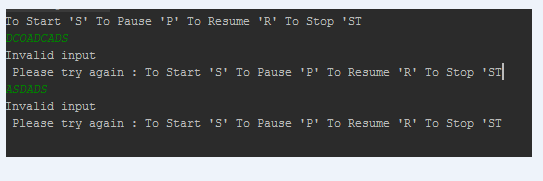 To Start 'S' To Pause 'P' To Resume 'R' To Stop 'ST
DCOADCADS
Invalid input
Please try again : To Start 'S' To Pause 'P' To Resume 'R' To Stop 'ST
ASDADS
Invalid input
Please try again : To Start 'S' To Pause 'P' To Resume 'R' To Stop 'ST